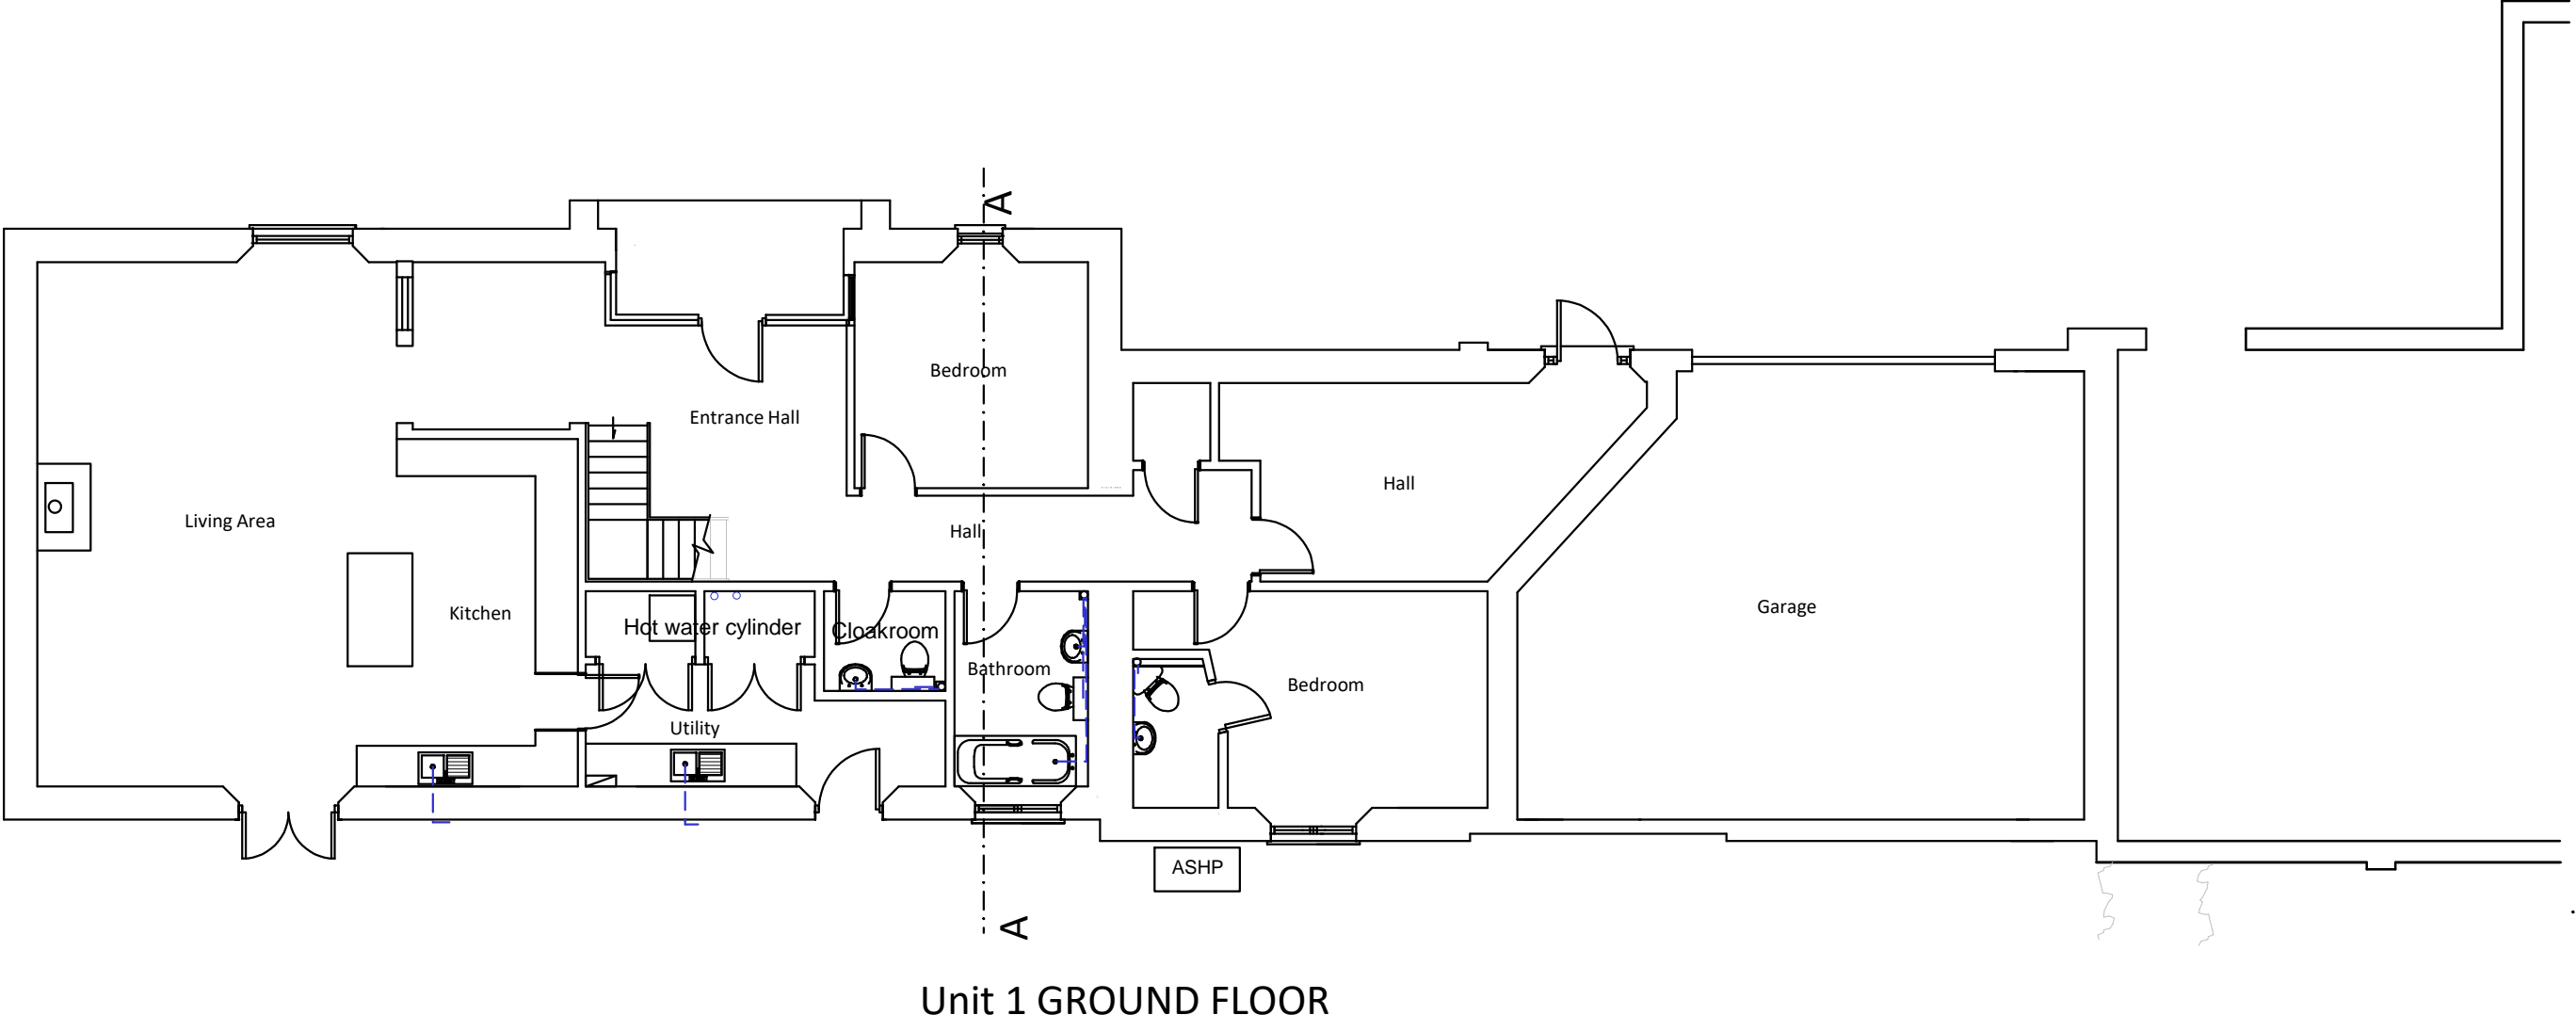 A
Bedroom
Entrance Hall
Hall
Living Area
Hall
Kitchen
Garage
Hot water cylinder
Cloakroom
Bathroom
Bedroom
Utility
ASHP
A
Unit 1 GROUND FLOOR